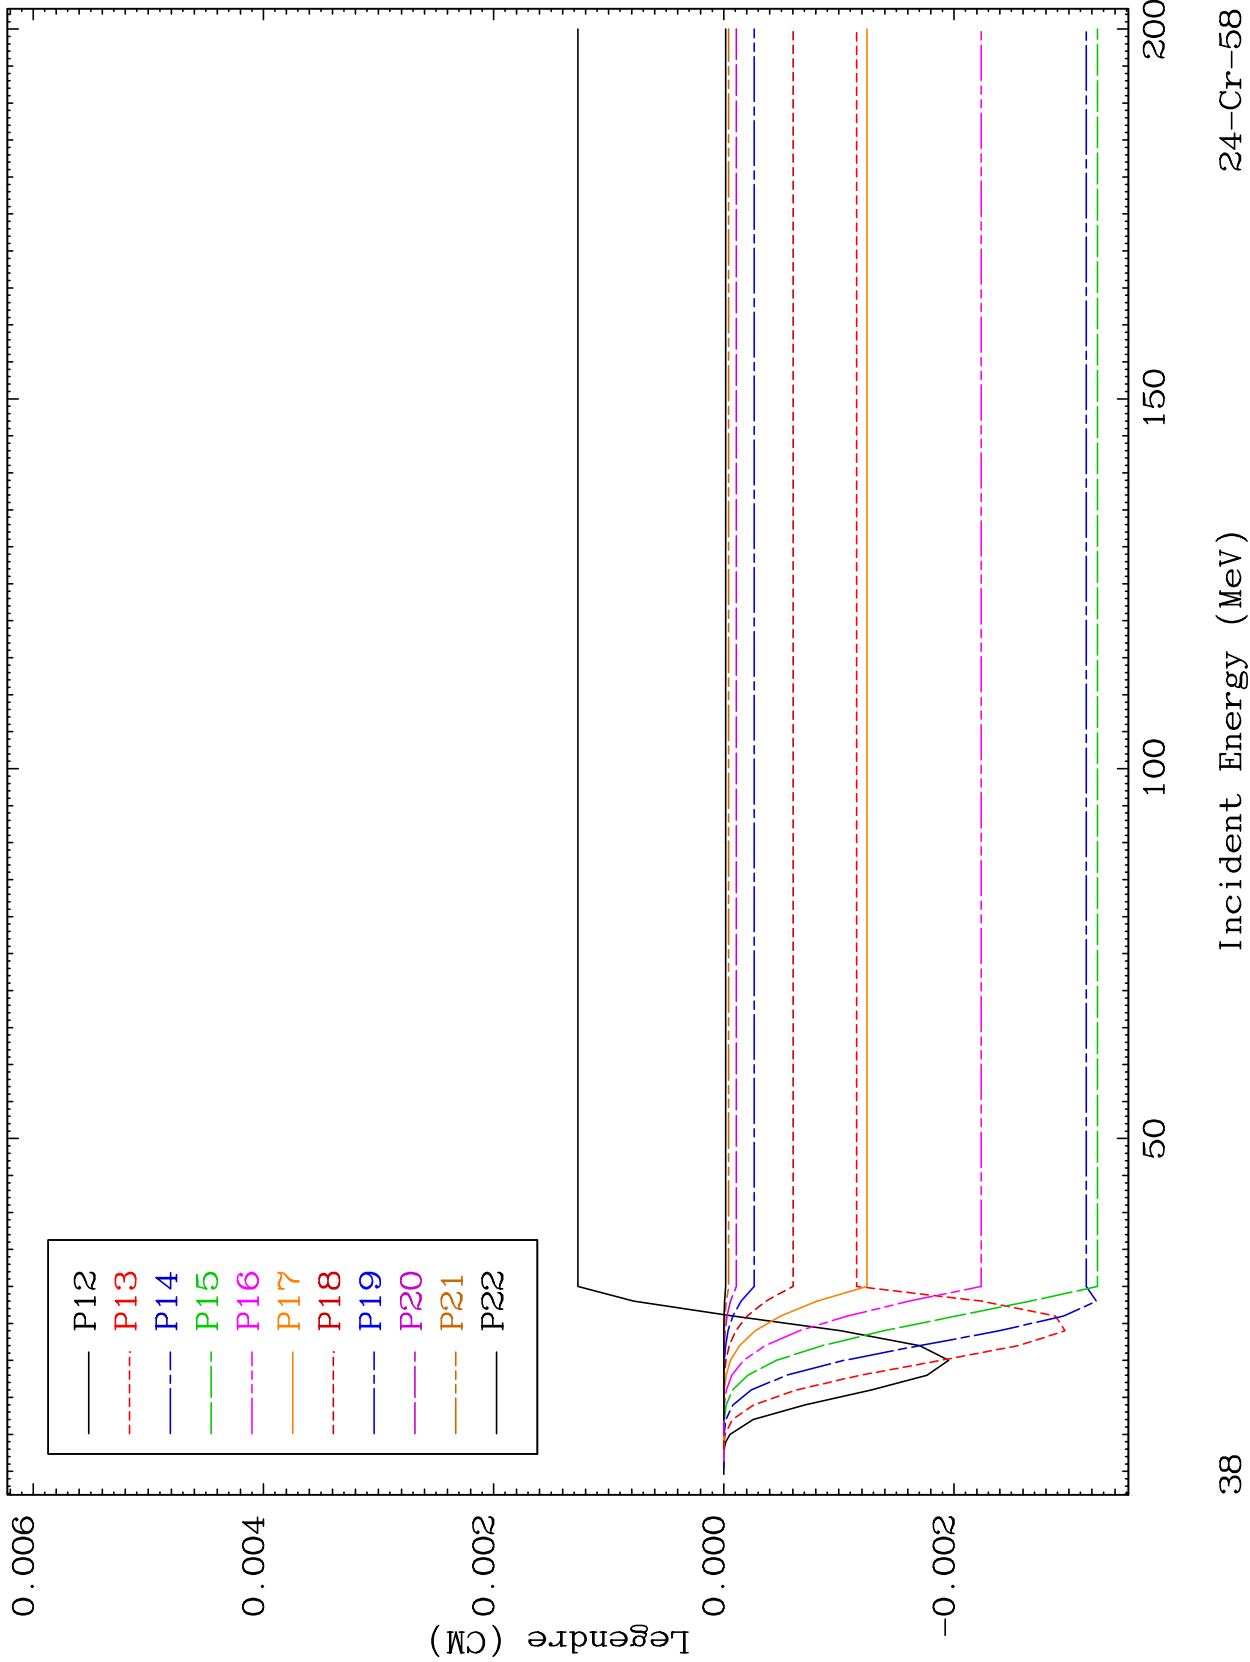 0.006
0.004
0.002
0.000
-0.002
Legendre (CM)
P12
P13
P14
P15
P16
P17
P18
P19
P20
P21
P22
50
100
150
200
Incident Energy (MeV)
38
24-Cr-58